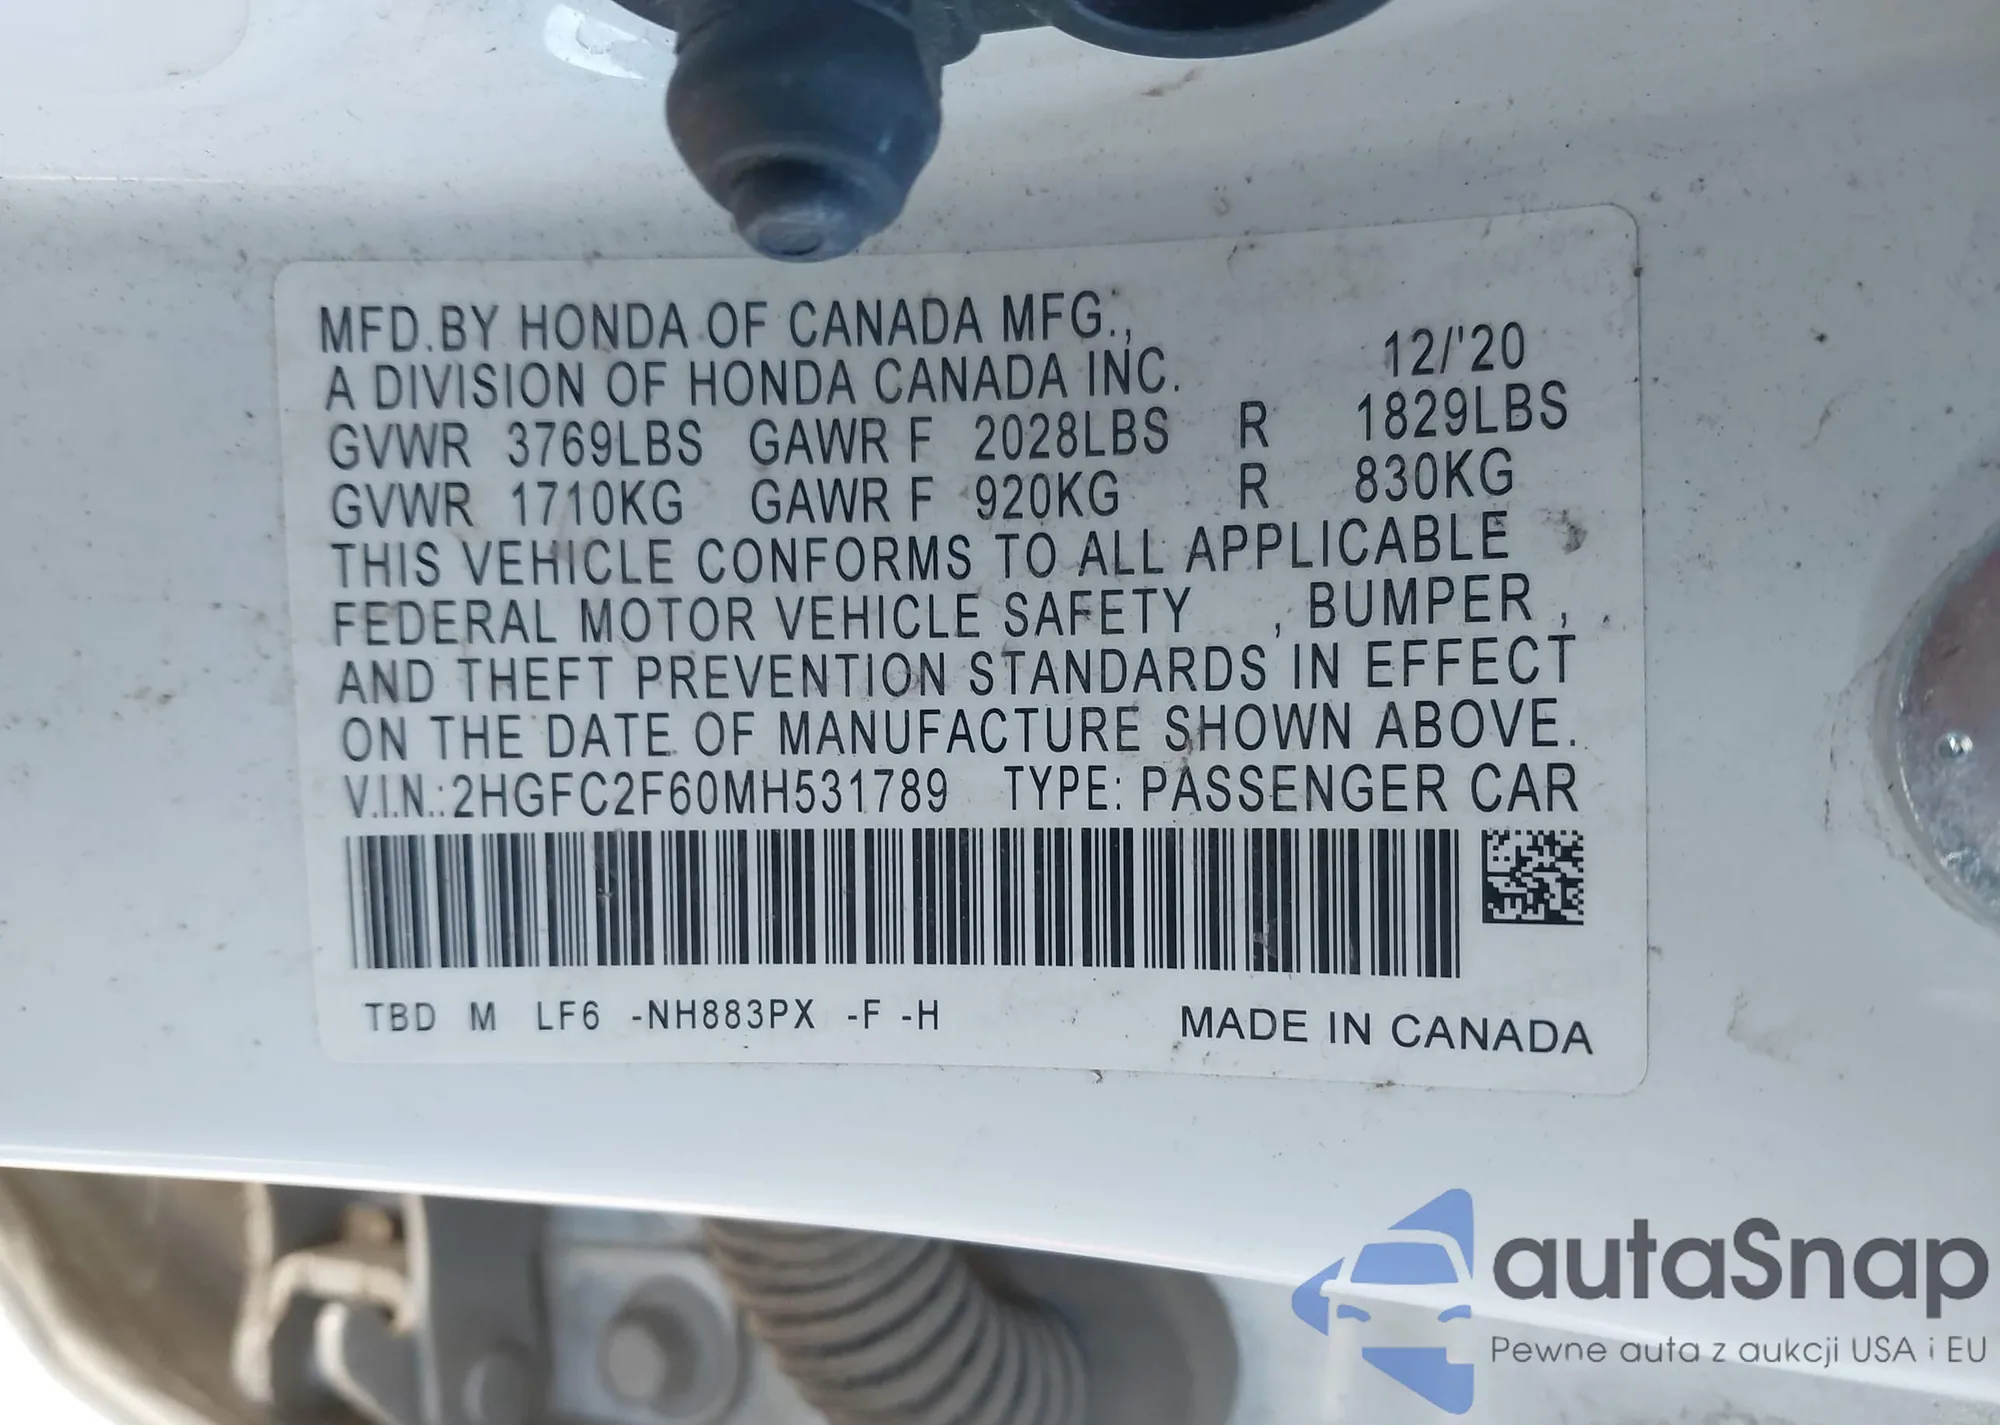 MFD. BY HONDA OF CANADA MFG.,
A DIVISION OF HONDA CANADA INC. 12/'20
GVWR 3769LBS GAWR F 2028LBS R 1829LBS
GVWR 1710KG GAWR F 920KG R 830KG
THIS VEHICLE CONFORMS TO ALL APPLICABLE
FEDERAL MOTOR VEHICLE SAFETY , BUMPER ,
AND THEFT PREVENTION STANDARDS IN EFFECT
ON THE DATE OF MANUFACTURE SHOWN ABOVE.
V.I.N.:2HGFC2F60MH531789 TYPE: PASSENGER CAR
TBD M LF6 -NH883PX -F -H MADE IN CANADA
autaSnap
Pewne auta z aukcji USA i EU